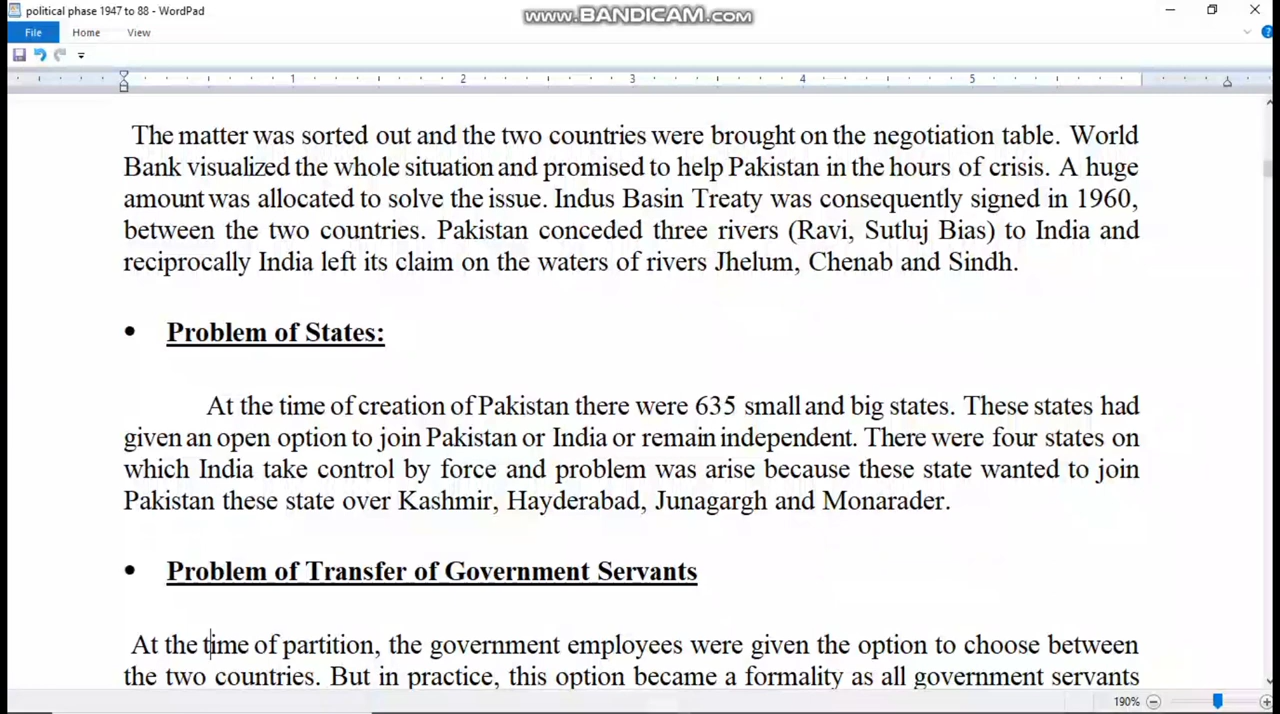 political phase 1947 to 88 - WordPad
www.BANDICAM.com
File Home View
1 2 3 4 5
The matter was sorted out and the two countries were brought on the negotiation table. World
Bank visualized the whole situation and promised to help Pakistan in the hours of crisis. A huge
amount was allocated to solve the issue. Indus Basin Treaty was consequently signed in 1960,
between the two countries. Pakistan conceded three rivers (Ravi, Sutluj Bias) to India and
reciprocally India left its claim on the waters of rivers Jhelum, Chenab and Sindh.
• Problem of States:
At the time of creation of Pakistan there were 635 small and big states. These states had
given an open option to join Pakistan or India or remain independent. There were four states on
which India take control by force and problem was arise because these state wanted to join
Pakistan these state over Kashmir, Hayderabad, Junagargh and Monarader.
• Problem of Transfer of Government Servants
At the time of partition, the government employees were given the option to choose between
the two countries. But in practice, this option became a formality as all government servants
190%